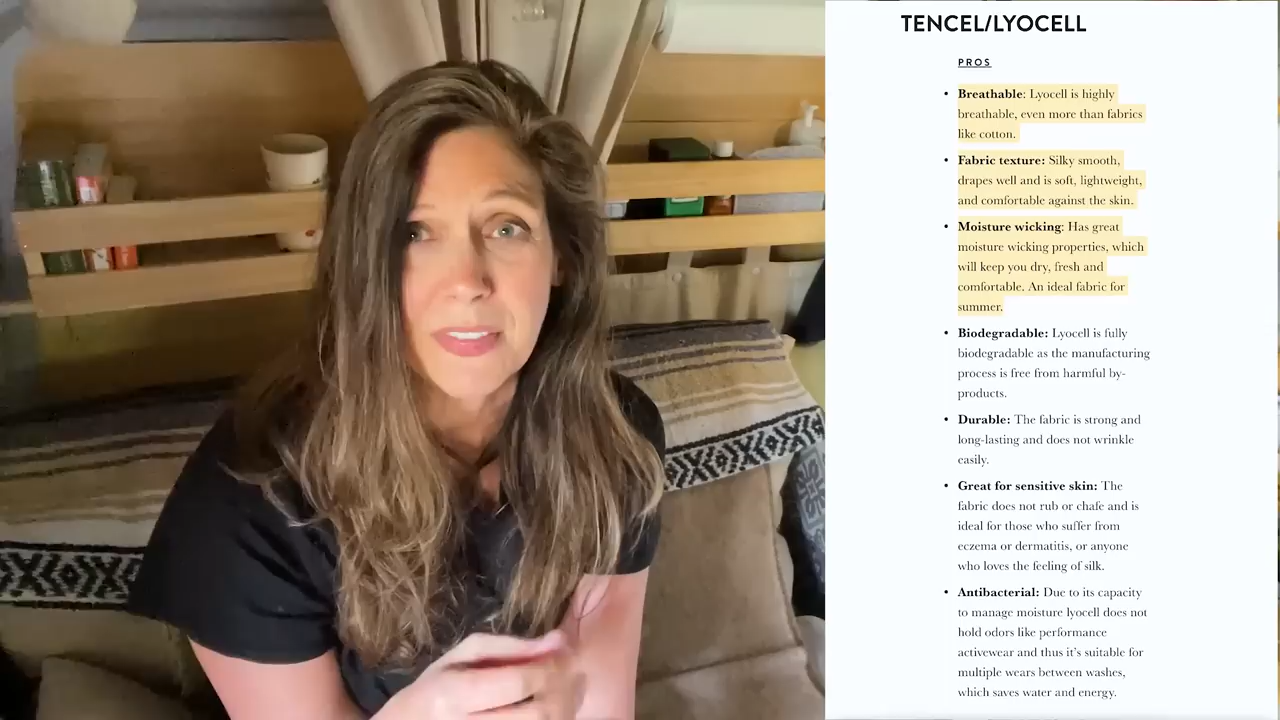 TENCEL/LYOCELL
PROS
• Breathable: Lyocell is highly
breathable, even more than fabrics
like cotton.
• Fabric texture: Silky smooth,
drapes well and is soft, lightweight,
and comfortable against the skin.
• Moisture wicking: Has great
moisture wicking properties, which
will keep you dry, fresh and
comfortable. An ideal fabric for
summer.
• Biodegradable: Lyocell is fully
biodegradable as the manufacturing
process is free from harmful by-
products.
• Durable: The fabric is strong and
long-lasting and does not wrinkle
easily.
• Great for sensitive skin: The
fabric does not rub or chafe and is
ideal for those who suffer from
eczema or dermatitis, or anyone
who loves the feeling of silk.
• Antibacterial: Due to its capacity
to manage moisture lyocell does not
hold odors like performance
activewear and thus it's suitable for
multiple wears between washes,
which saves water and energy.